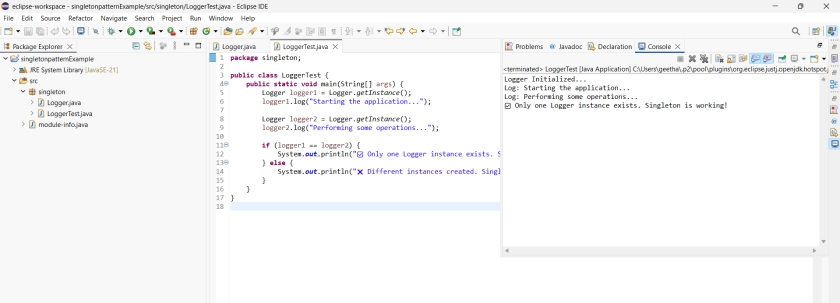 eclipse-workspace - singletonpatternExample/src/singleton/LoggerTest.java - Eclipse IDE
File Edit Source Refactor Navigate Search Project Run Window Help
Package Explorer
singletonpatternExample
JRE System Library [JavaSE-21]
src
singleton
Logger.java
LoggerTest.java
module-info.java
Logger.java LoggerTest.java
1 package singleton;
2
3 public class LoggerTest {
4 public static void main(String[] args) {
5 Logger logger1 = Logger.getInstance();
6 logger1.log("Starting the application...");
7
8 Logger logger2 = Logger.getInstance();
9 logger2.log("Performing some operations...");
10
11 if (logger1 == logger2) {
12 System.out.println("☑ Only one Logger instance exists. S
13 } else {
14 System.out.println("❌ Different instances created. Singl
15 }
16 }
17 }
18
Problems Javadoc Declaration Console
<terminated> LoggerTest [Java Application] C:\Users\geetha\.p2\pool\plugins\org.eclipse.justj.openjdk.hotspot.
Logger Initialized...
Log: Starting the application...
Log: Performing some operations...
☑ Only one Logger instance exists. Singleton is working!